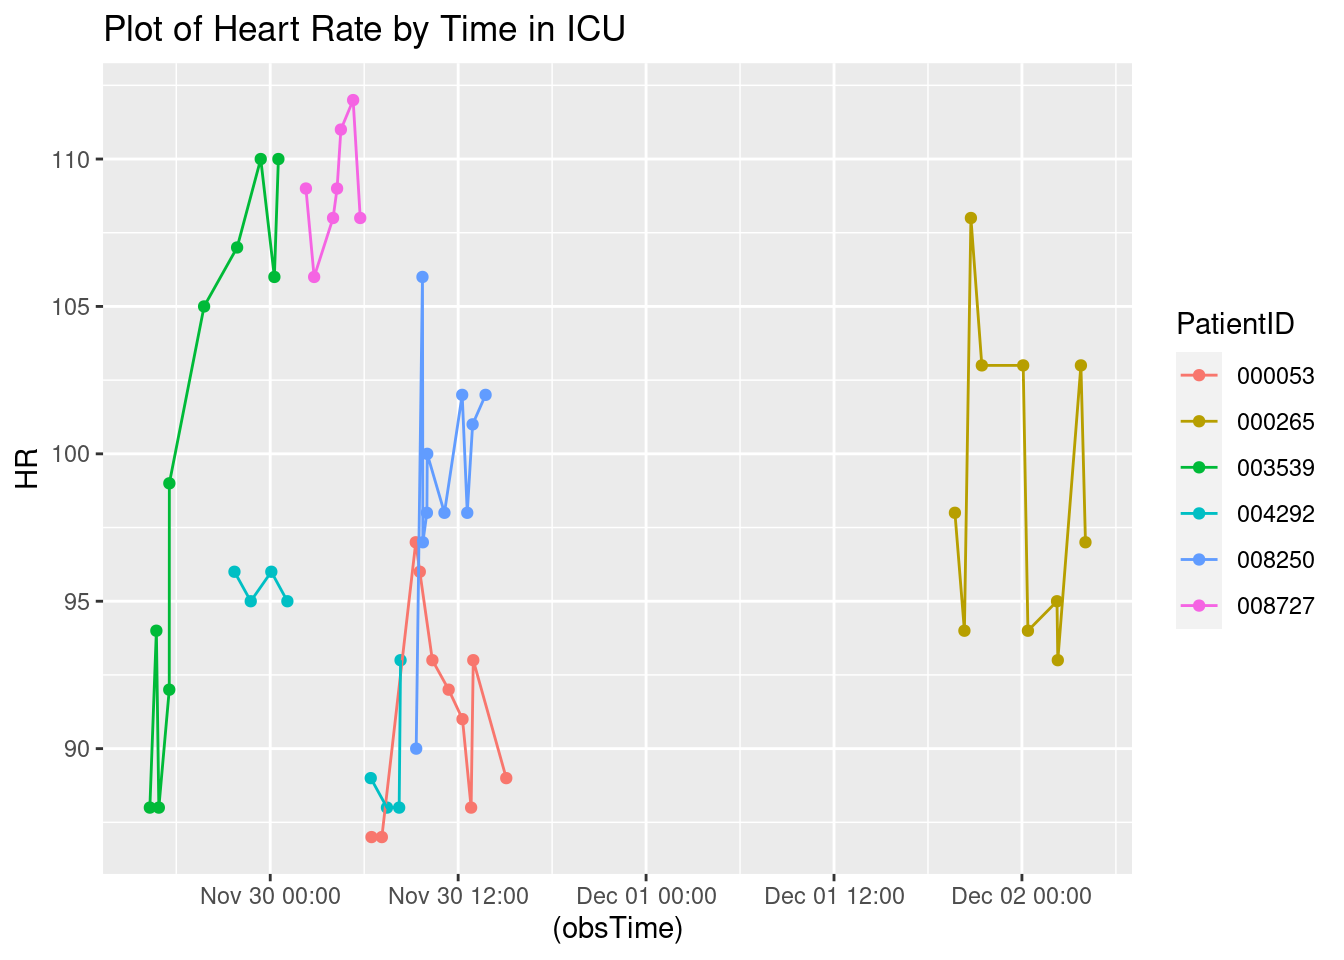 Plot of Heart Rate by Time in ICU
HR
110
105
100
95
90
Nov 30 00:00
Nov 30 12:00
Dec 01 00:00
Dec 01 12:00
Dec 02 00:00
(obsTime)
PatientID
000053
000265
003539
004292
008250
008727